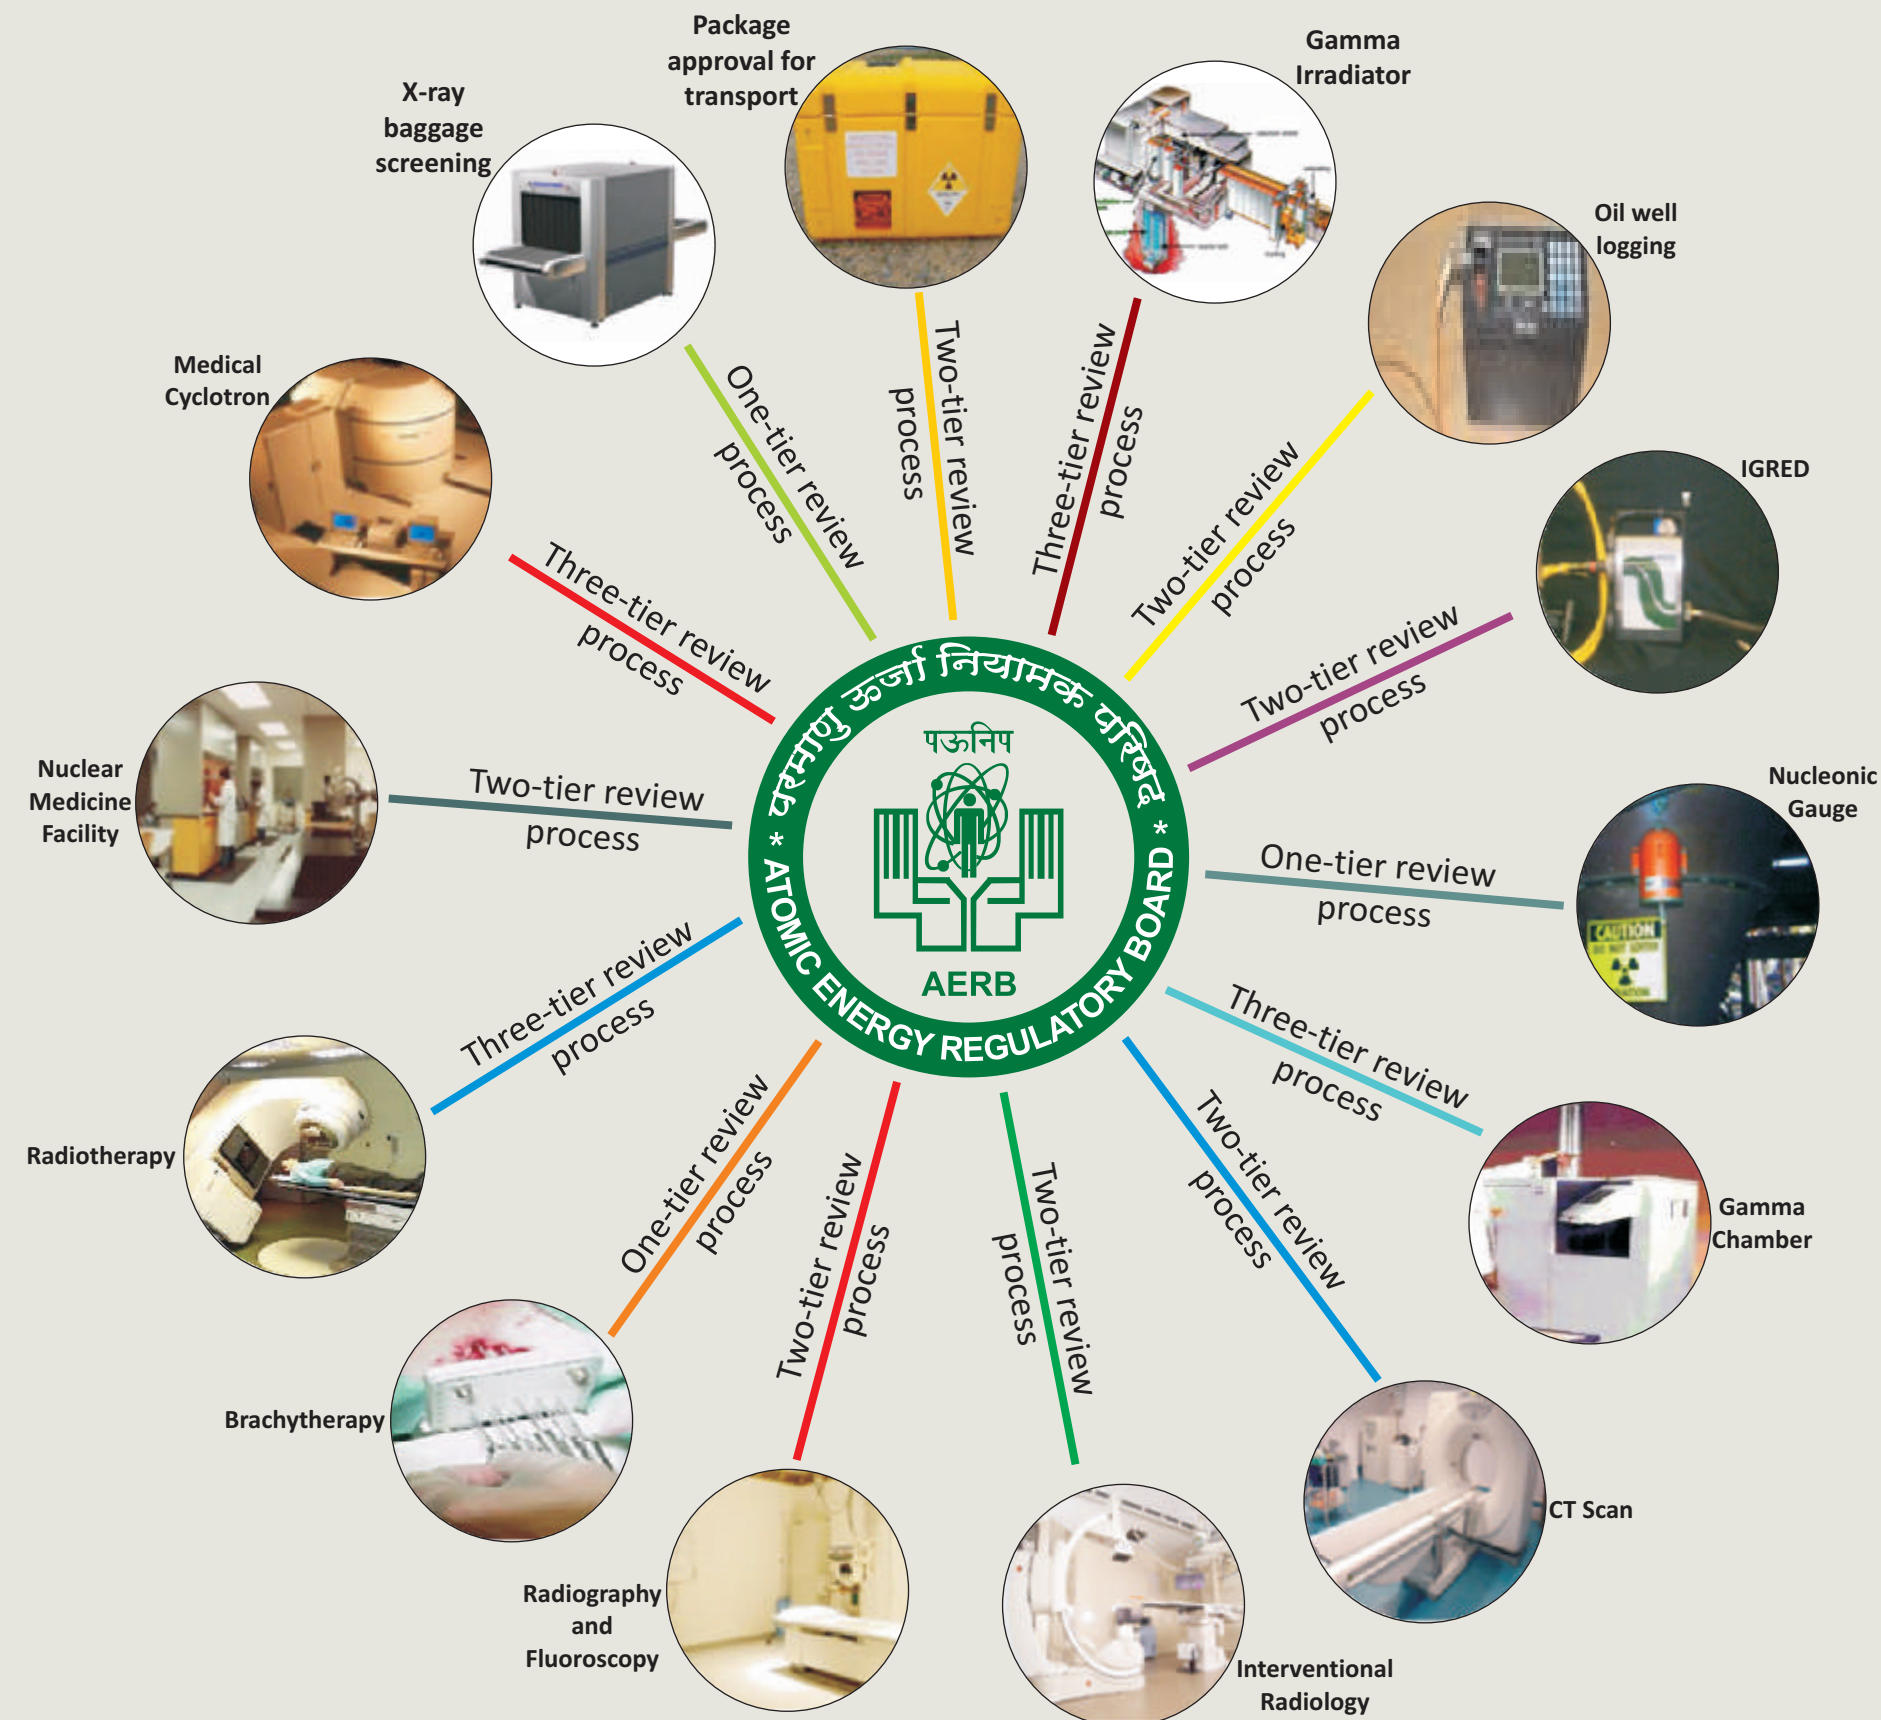 Package
approval for
transport
Gamma
Irradiator
X-ray
baggage
screening
Oil well
logging
Medical
Cyclotron
IGRED
Nuclear
Medicine
Facility
Nucleonic
Gauge
Radiotherapy
Gamma
Chamber
Brachytherapy
CT Scan
Radiography
and
Fluoroscopy
Interventional
Radiology
One-tier review
process
Two-tier review
process
Three-tier review
process
Two-tier review
process
Two-tier review
process
One-tier review
process
Three-tier review
process
Two-tier review
process
Two-tier review
process
Two-tier review
process
One-tier review
process
Three-tier review
process
Two-tier review
process
Three-tier review
process
* परमाणु ऊर्जा नियामक परिषद *
पऊनिप
AERB
ATOMIC ENERGY REGULATORY BOARD
CAUTION